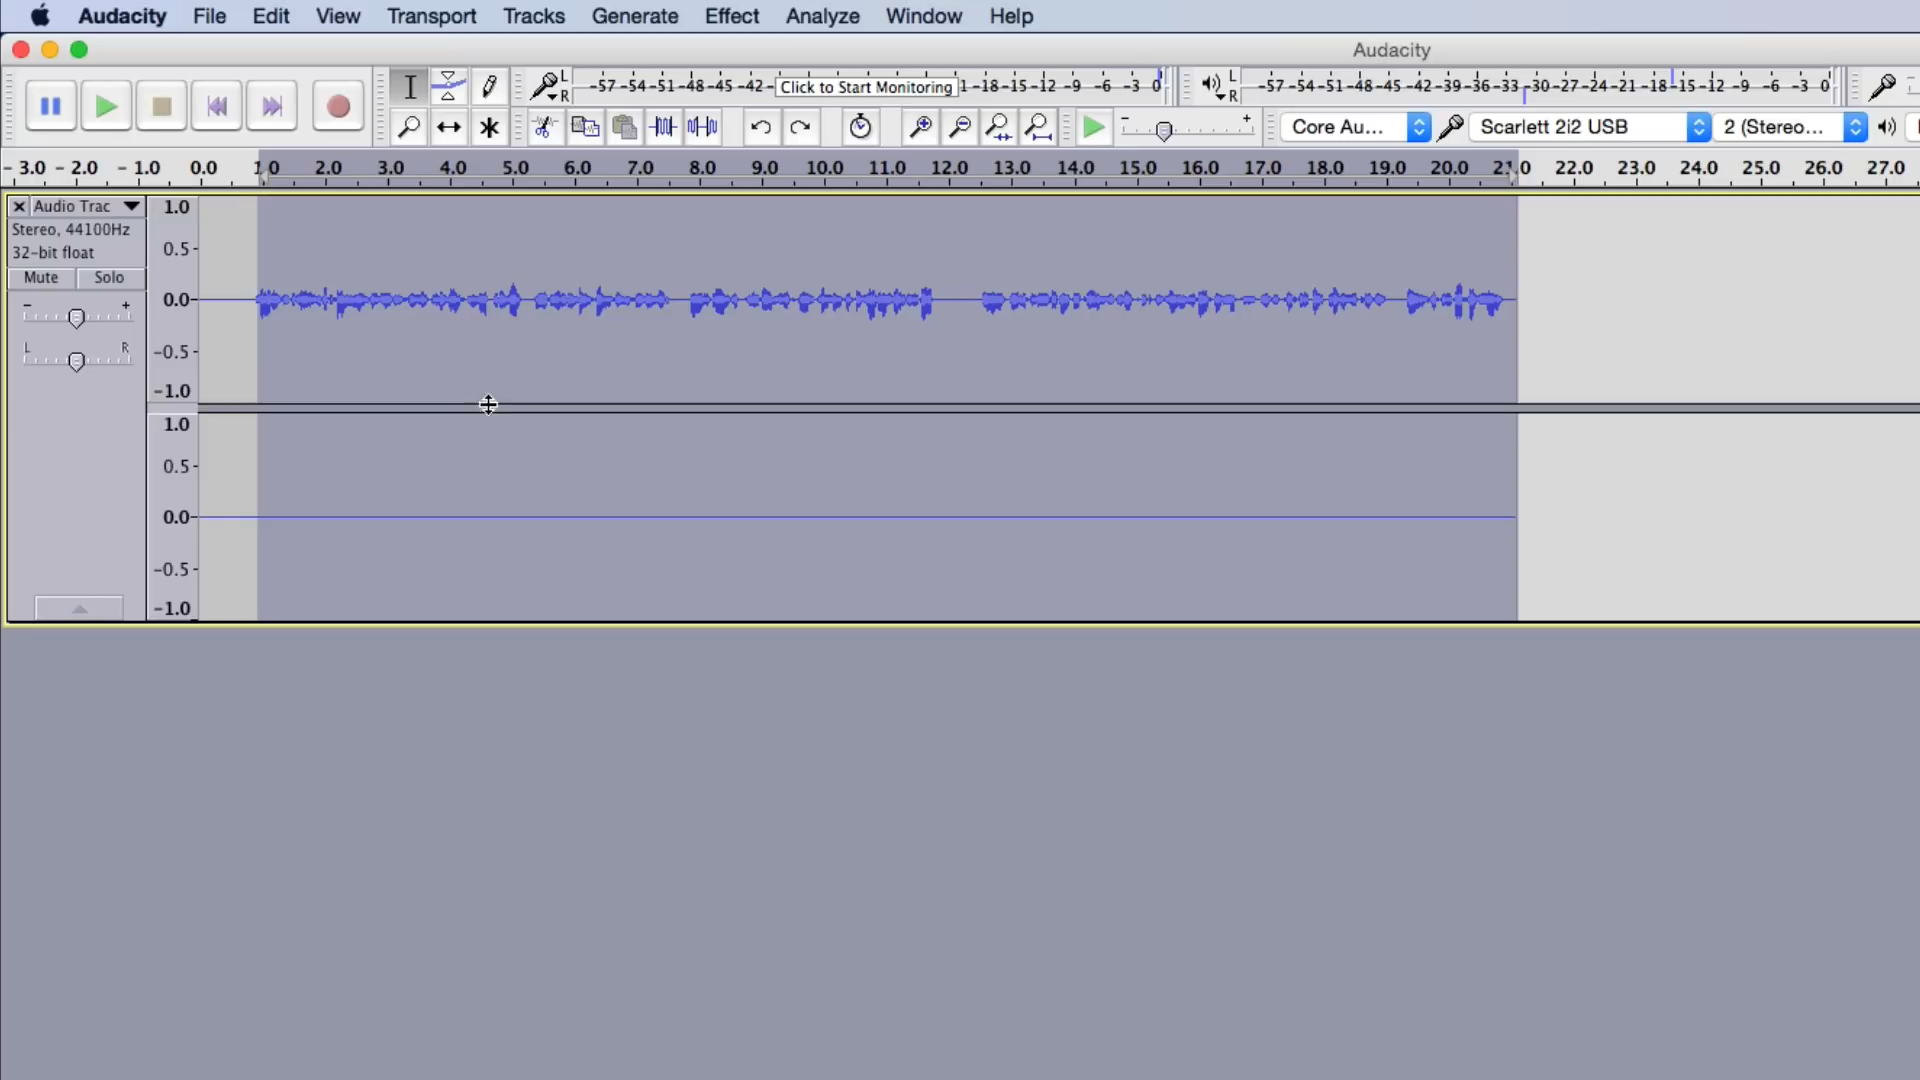 Audacity File Edit View Transport Tracks Generate Effect Analyze Window Help
Audacity
L R -57 -54 -51 -48 -45 -42 - Click to Start Monitoring 1 -18 -15 -12 -9 -6 -3 0 L R -57 -54 -51 -48 -45 -42 -39 -36 -33 -30 -27 -24 -21 -18 -15 -12 -9 -6 -3 0
- + Core Au... Scarlett 2i2 USB 2 (Stereo...
- 3.0 - 2.0 - 1.0 0.0 1.0 2.0 3.0 4.0 5.0 6.0 7.0 8.0 9.0 10.0 11.0 12.0 13.0 14.0 15.0 16.0 17.0 18.0 19.0 20.0 21.0 22.0 23.0 24.0 25.0 26.0 27.0
Audio Trac 1.0
Stereo, 44100Hz
0.5
32-bit float
Mute Solo
0.0
- +
L R
-0.5
-1.0
1.0
0.5
0.0
-0.5
-1.0